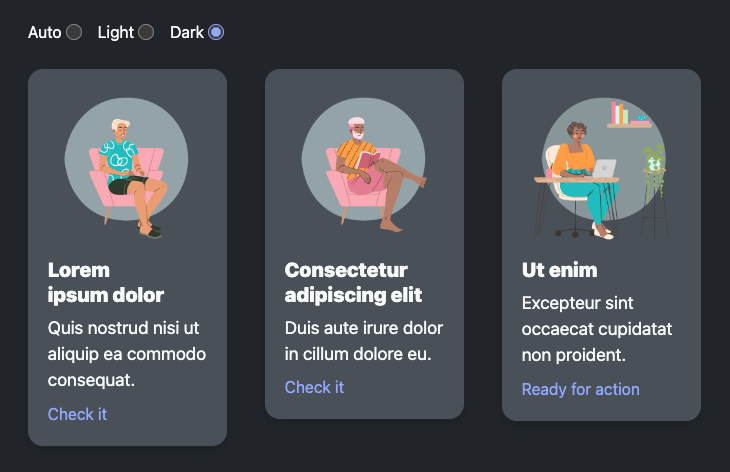 Auto Light Dark
Lorem
ipsum dolor
Quis nostrud nisi ut
aliquip ea commodo
consequat.
Check it
Consectetur
adipiscing elit
Duis aute irure dolor
in cillum dolore eu.
Check it
Ut enim
Excepteur sint
occaecat cupidatat
non proident.
Ready for action